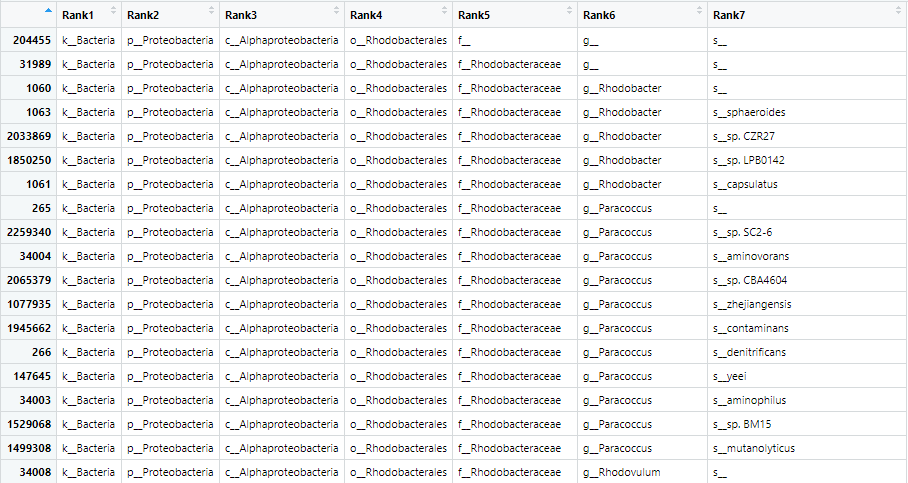 Rank1 Rank2 Rank3 Rank4 Rank5 Rank6 Rank7
204455 k__Bacteria p__Proteobacteria c__Alphaproteobacteria o__Rhodobacterales f__ g__ s__
31989 k__Bacteria p__Proteobacteria c__Alphaproteobacteria o__Rhodobacterales f__Rhodobacteraceae g__ s__
1060 k__Bacteria p__Proteobacteria c__Alphaproteobacteria o__Rhodobacterales f__Rhodobacteraceae g__Rhodobacter s__
1063 k__Bacteria p__Proteobacteria c__Alphaproteobacteria o__Rhodobacterales f__Rhodobacteraceae g__Rhodobacter s__sphaeroides
2033869 k__Bacteria p__Proteobacteria c__Alphaproteobacteria o__Rhodobacterales f__Rhodobacteraceae g__Rhodobacter s__sp. CZR27
1850250 k__Bacteria p__Proteobacteria c__Alphaproteobacteria o__Rhodobacterales f__Rhodobacteraceae g__Rhodobacter s__sp. LPB0142
1061 k__Bacteria p__Proteobacteria c__Alphaproteobacteria o__Rhodobacterales f__Rhodobacteraceae g__Rhodobacter s__capsulatus
265 k__Bacteria p__Proteobacteria c__Alphaproteobacteria o__Rhodobacterales f__Rhodobacteraceae g__Paracoccus s__
2259340 k__Bacteria p__Proteobacteria c__Alphaproteobacteria o__Rhodobacterales f__Rhodobacteraceae g__Paracoccus s__sp. SC2-6
34004 k__Bacteria p__Proteobacteria c__Alphaproteobacteria o__Rhodobacterales f__Rhodobacteraceae g__Paracoccus s__aminovorans
2065379 k__Bacteria p__Proteobacteria c__Alphaproteobacteria o__Rhodobacterales f__Rhodobacteraceae g__Paracoccus s__sp. CBA4604
1077935 k__Bacteria p__Proteobacteria c__Alphaproteobacteria o__Rhodobacterales f__Rhodobacteraceae g__Paracoccus s__zhejiangensis
1945662 k__Bacteria p__Proteobacteria c__Alphaproteobacteria o__Rhodobacterales f__Rhodobacteraceae g__Paracoccus s__contaminans
266 k__Bacteria p__Proteobacteria c__Alphaproteobacteria o__Rhodobacterales f__Rhodobacteraceae g__Paracoccus s__denitrificans
147645 k__Bacteria p__Proteobacteria c__Alphaproteobacteria o__Rhodobacterales f__Rhodobacteraceae g__Paracoccus s__yeei
34003 k__Bacteria p__Proteobacteria c__Alphaproteobacteria o__Rhodobacterales f__Rhodobacteraceae g__Paracoccus s__aminophilus
1529068 k__Bacteria p__Proteobacteria c__Alphaproteobacteria o__Rhodobacterales f__Rhodobacteraceae g__Paracoccus s__sp. BM15
1499308 k__Bacteria p__Proteobacteria c__Alphaproteobacteria o__Rhodobacterales f__Rhodobacteraceae g__Paracoccus s__mutanolyticus
34008 k__Bacteria p__Proteobacteria c__Alphaproteobacteria o__Rhodobacterales f__Rhodobacteraceae g__Rhodovulum s__